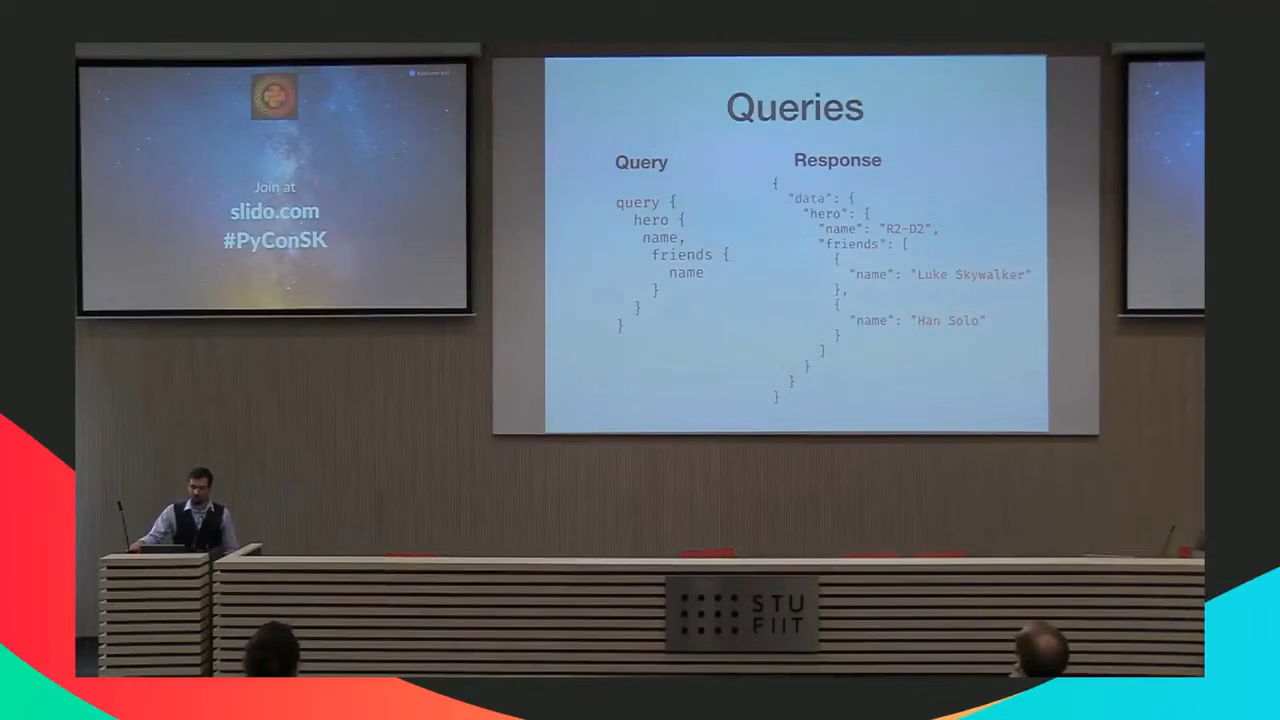 Join at
slido.com
#PyConSK
Queries
Query
query {
  hero {
    name,
    friends {
      name
    }
  }
}
Response
{
  "data": {
    "hero": {
      "name": "R2-D2",
      "friends": [
        {
          "name": "Luke Skywalker"
        },
        {
          "name": "Han Solo"
        }
      ]
    }
  }
}
STU
FIIT